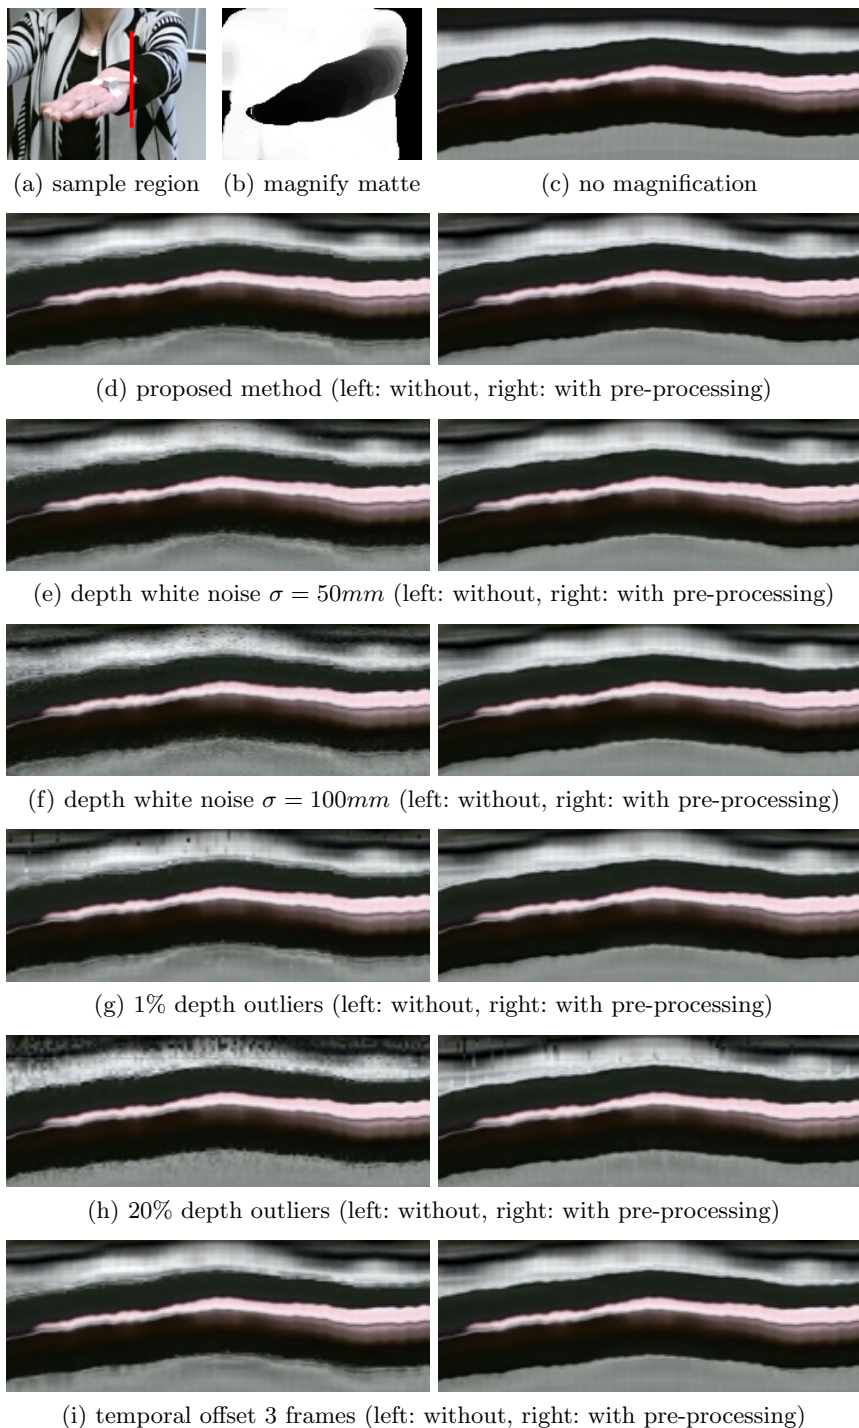 (a) sample region
(b) magnify matte
(c) no magnification
(d) proposed method (left: without, right: with pre-processing)
(e) depth white noise σ = 50mm (left: without, right: with pre-processing)
(f) depth white noise σ = 100mm (left: without, right: with pre-processing)
(g) 1% depth outliers (left: without, right: with pre-processing)
(h) 20% depth outliers (left: without, right: with pre-processing)
(i) temporal offset 3 frames (left: without, right: with pre-processing)